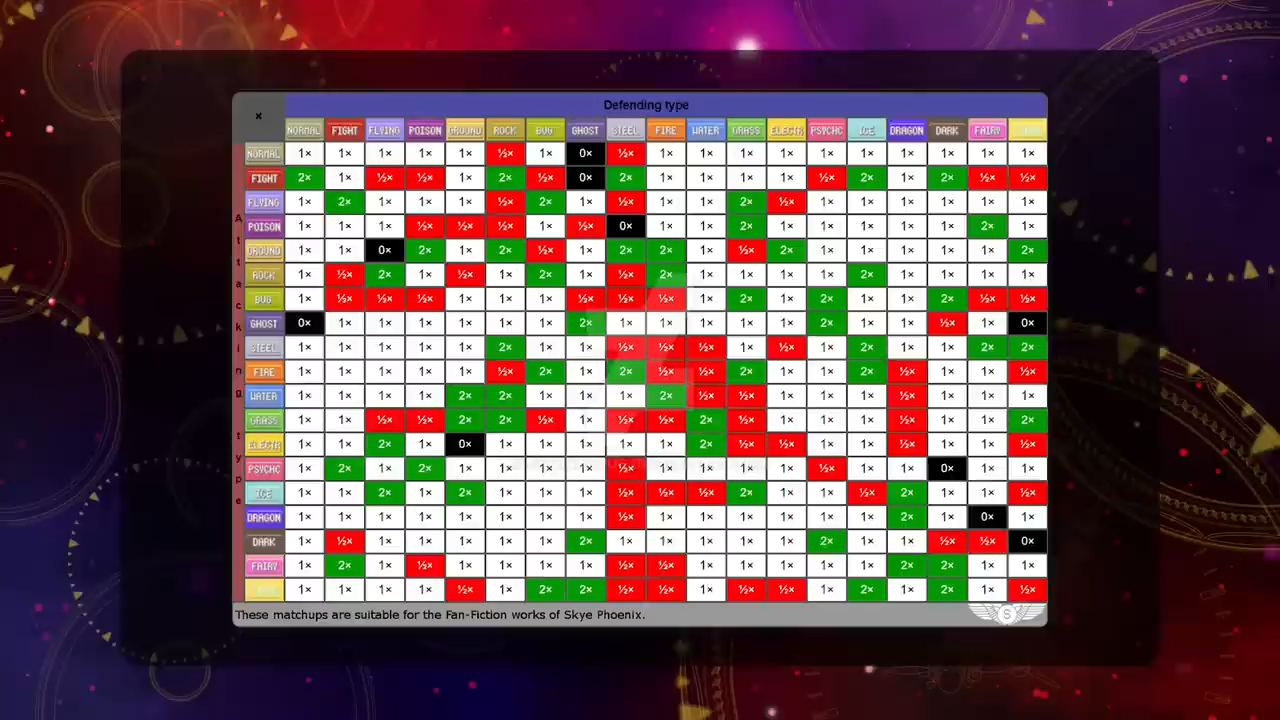 Defending type
×
NORMAL FIGHT FLYING POISON GROUND ROCK BUG GHOST STEEL FIRE WATER GRASS ELECTR PSYCHC ICE DRAGON DARK FAIRY
Attacking type
NORMAL 1× 1× 1× 1× 1× ½× 1× 0× ½× 1× 1× 1× 1× 1× 1× 1× 1× 1× 1×
FIGHT 2× 1× ½× ½× 1× 2× ½× 0× 2× 1× 1× 1× 1× ½× 2× 1× 2× ½× ½×
FLYING 1× 2× 1× 1× 1× ½× 2× 1× ½× 1× 1× 2× ½× 1× 1× 1× 1× 1× 1×
POISON 1× 1× 1× ½× ½× ½× 1× ½× 0× 1× 1× 2× 1× 1× 1× 1× 1× 2× 1×
GROUND 1× 1× 0× 2× 1× 2× ½× 1× 2× 2× 1× ½× 2× 1× 1× 1× 1× 1× 2×
ROCK 1× ½× 2× 1× ½× 1× 2× 1× ½× 2× 1× 1× 1× 1× 2× 1× 1× 1× 1×
BUG 1× ½× ½× ½× 1× 1× 1× ½× ½× ½× 1× 2× 1× 2× 1× 1× 2× ½× ½×
GHOST 0× 1× 1× 1× 1× 1× 1× 2× 1× 1× 1× 1× 1× 2× 1× 1× ½× 1× 0×
STEEL 1× 1× 1× 1× 1× 2× 1× 1× ½× ½× ½× 1× ½× 1× 2× 1× 1× 2× 2×
FIRE 1× 1× 1× 1× 1× ½× 2× 1× 2× ½× ½× 2× 1× 1× 2× ½× 1× 1× ½×
WATER 1× 1× 1× 1× 2× 2× 1× 1× 1× 2× ½× ½× 1× 1× 1× ½× 1× 1× 1×
GRASS 1× 1× ½× ½× 2× 2× ½× 1× ½× ½× 2× ½× 1× 1× 1× ½× 1× 1× 2×
ELECTR 1× 1× 2× 1× 0× 1× 1× 1× 1× 1× 2× ½× ½× 1× 1× ½× 1× 1× ½×
PSYCHC 1× 2× 1× 2× 1× 1× 1× 1× ½× 1× 1× 1× 1× ½× 1× 1× 0× 1× 1×
ICE 1× 1× 2× 1× 2× 1× 1× 1× ½× ½× ½× 2× 1× 1× ½× 2× 1× 1× ½×
DRAGON 1× 1× 1× 1× 1× 1× 1× 1× ½× 1× 1× 1× 1× 1× 1× 2× 1× 0× 1×
DARK 1× ½× 1× 1× 1× 1× 1× 2× 1× 1× 1× 1× 1× 2× 1× 1× ½× ½× 0×
FAIRY 1× 2× 1× ½× 1× 1× 1× 1× ½× ½× 1× 1× 1× 1× 1× 2× 2× 1× 1×
1× 1× 1× 1× ½× 1× 2× 2× ½× ½× 1× ½× ½× 1× 2× 1× 2× 1× ½×
These matchups are suitable for the Fan-Fiction works of Skye Phoenix.
S